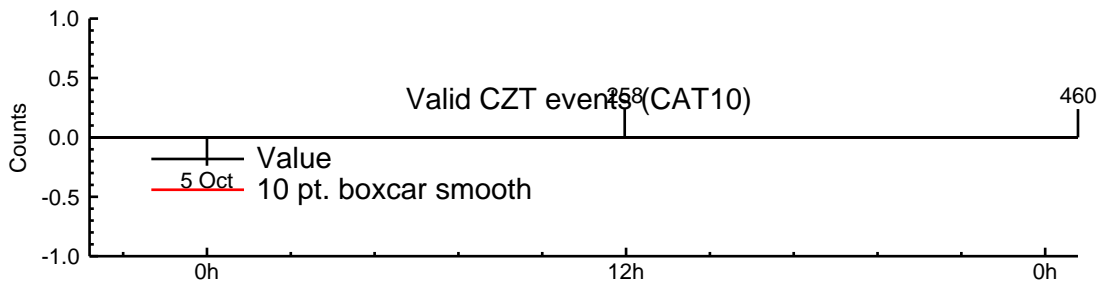 1.0
0.5
Valid CZT events (CAT10)
258
460
0.0
Counts
Value
5 Oct
10 pt. boxcar smooth
-0.5
-1.0
0h
12h
0h